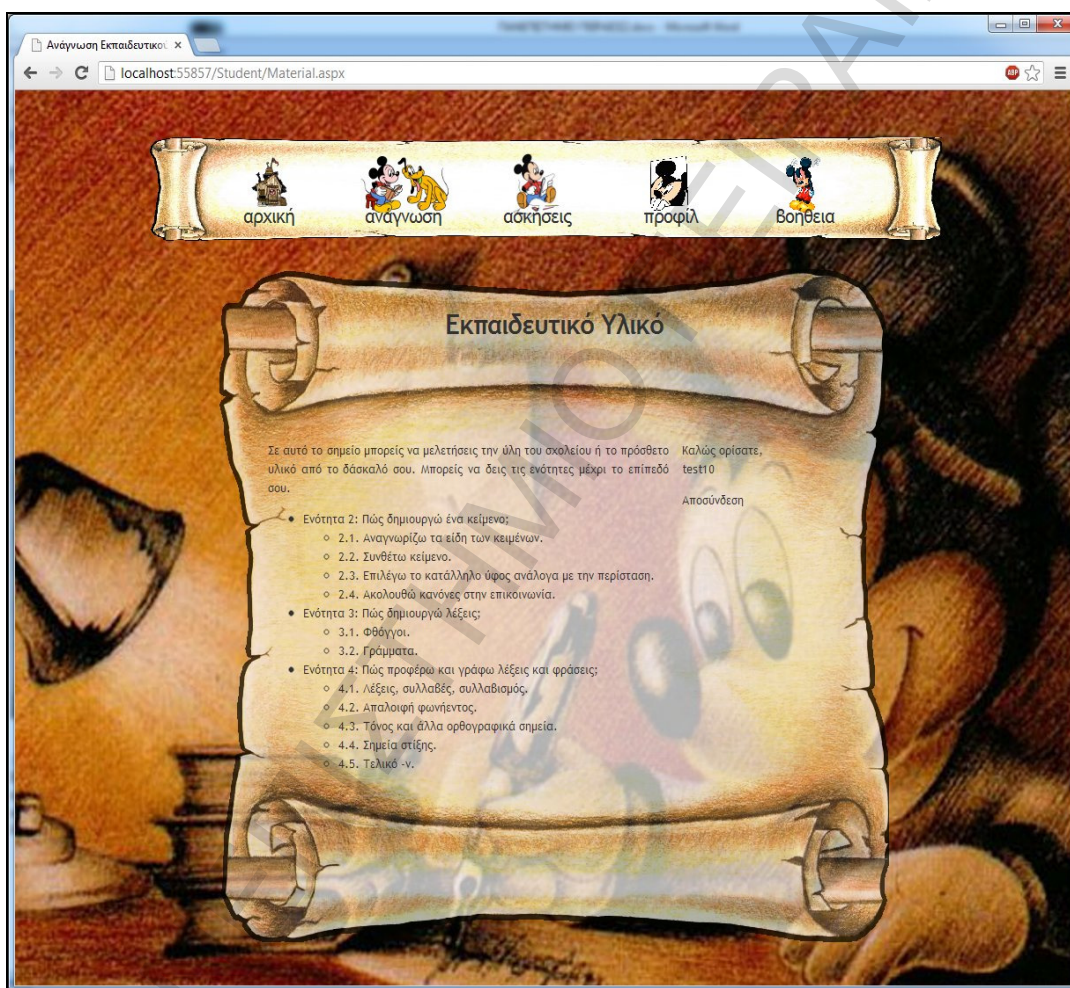 Ανάγνωση Εκπαιδευτικού
localhost:55857/Student/Material.aspx
ABP
αρχική ανάγνωση ασκήσεις προφίλ βοήθεια
Εκπαιδευτικό Υλικό
Σε αυτό το σημείο μπορείς να μελετήσεις την ύλη του σχολείου ή το πρόσθετο
υλικό από το δάσκαλό σου. Μπορείς να δεις τις ενότητες μέχρι το επίπεδό
σου.
Καλώς ορίσατε,
test10
Αποσύνδεση
Ενότητα 2: Πώς δημιουργώ ένα κείμενο;
2.1. Αναγνωρίζω τα είδη των κειμένων.
2.2. Συνθέτω κείμενο.
2.3. Επιλέγω το κατάλληλο ύφος ανάλογα με την περίσταση.
2.4. Ακολουθώ κανόνες στην επικοινωνία.
Ενότητα 3: Πώς δημιουργώ λέξεις;
3.1. Φθόγγοι.
3.2. Γράμματα.
Ενότητα 4: Πώς προφέρω και γράφω λέξεις και φράσεις;
4.1. Λέξεις, συλλαβές, συλλαβισμός.
4.2. Απαλοιφή φωνήεντος.
4.3. Τόνος και άλλα ορθογραφικά σημεία.
4.4. Σημεία στίξης.
4.5. Τελικό -ν.